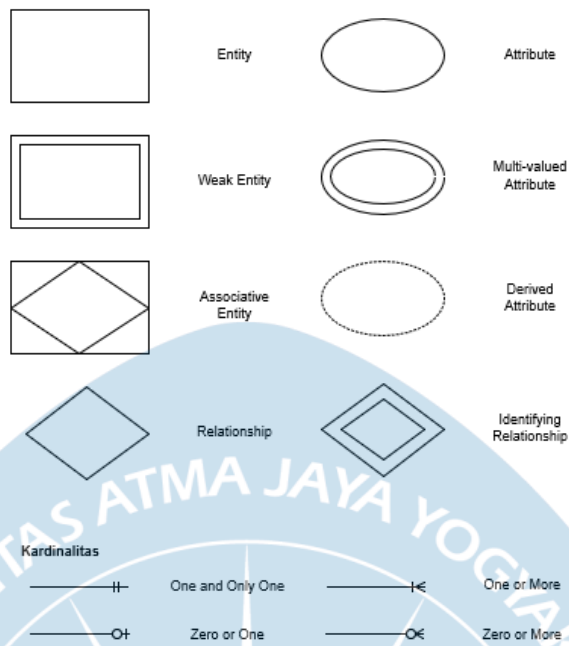 Entity
Attribute
Weak Entity
Multi-valued
Attribute
Associative
Entity
Derived
Attribute
Relationship
Identifying
Relationship
TAS ATMA JAYA YOGYA
Kardinalitas
One and Only One
One or More
Zero or One
Zero or More